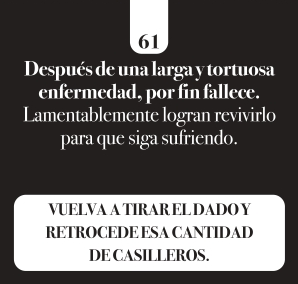 61
Después de una larga y tortuosa
enfermedad, por fin fallece.
Lamentablemente logran revivirlo
para que siga sufriendo.
VUELVA A TIRAR EL DADO Y
RETROCEDE ESA CANTIDAD
DE CASILLEROS.